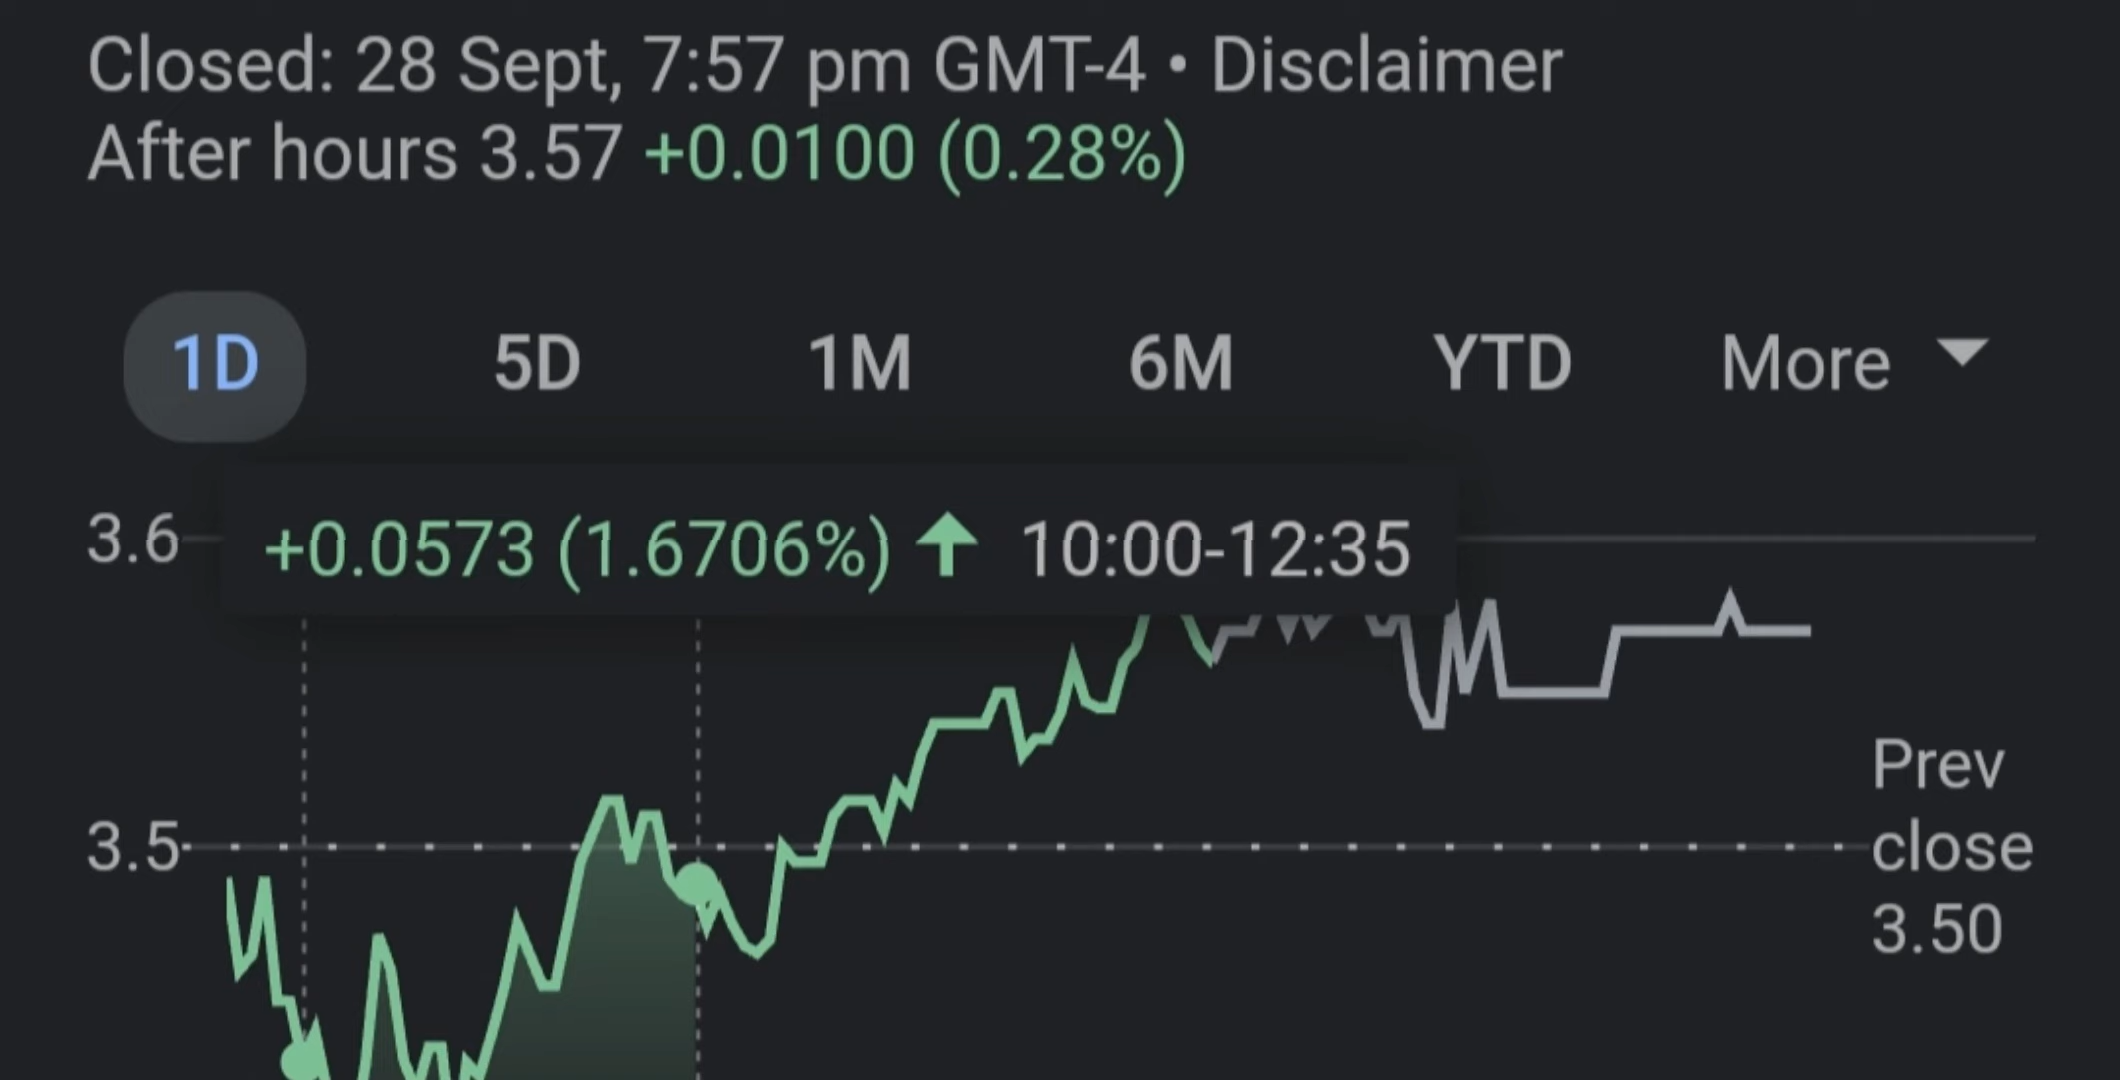 Closed: 28 Sept, 7:57 pm GMT-4 • Disclaimer
After hours 3.57 +0.0100 (0.28%)
1D 5D 1M 6M YTD More
3.6
+0.0573 (1.6706%) ↑ 10:00-12:35
3.5
Prev
close
3.50